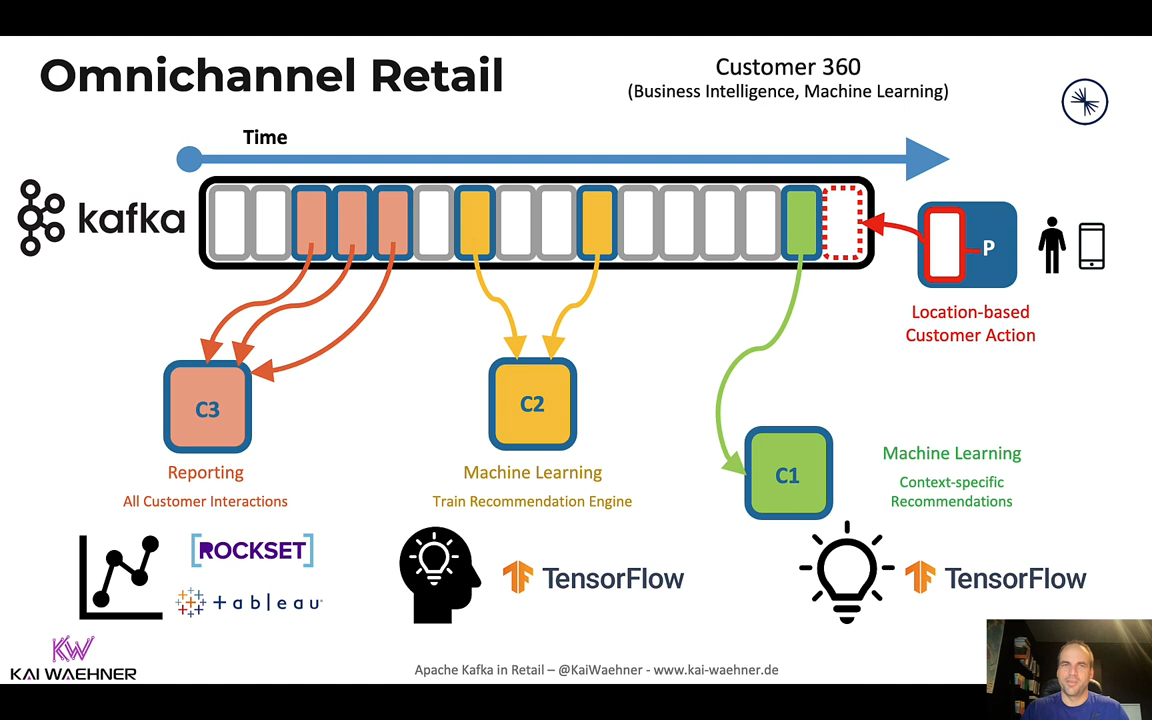 Omnichannel Retail
Customer 360
(Business Intelligence, Machine Learning)
Time
kafka
P
Location-based
Customer Action
C3
C2
C1
Reporting
All Customer Interactions
Machine Learning
Train Recommendation Engine
Machine Learning
Context-specific
Recommendations
[ROCKSET]
+ a b l e a u
TensorFlow
TensorFlow
KW
KAI WAEHNER
Apache Kafka in Retail – @KaiWaehner - www.kai-waehner.de